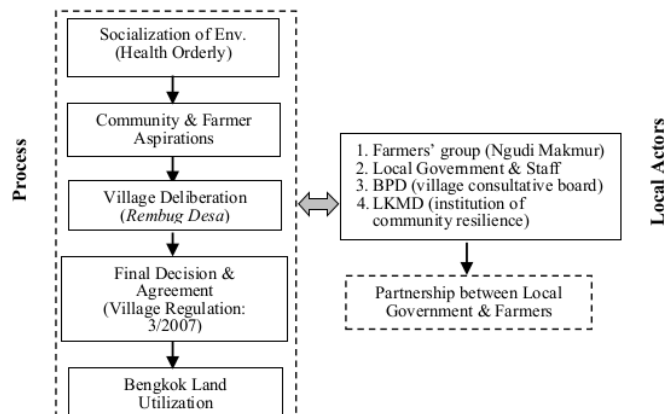 Socialization of Env.
(Health Orderly)
Community & Farmer
Aspirations
Village Deliberation
(Rembug Desa)
Final Decision &
Agreement
(Village Regulation:
3/2007)
Bengkok Land
Utilization
Process
1. Farmers' group (Ngudi Makmur)
2. Local Government & Staff
3. BPD (village consultative board)
4. LKMD (institution of
community resilience)
Partnership between Local
Government & Farmers
Local Actors